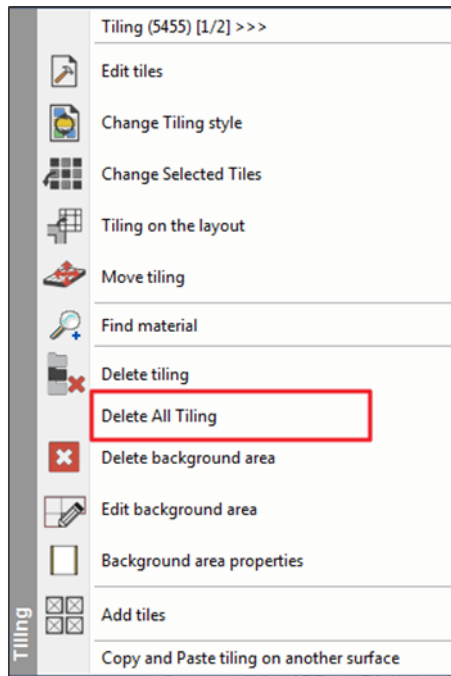 Tiling (5455) [1/2] >>>
Edit tiles
Change Tiling style
Change Selected Tiles
Tiling on the layout
Move tiling
Find material
Delete tiling
Delete All Tiling
Delete background area
Edit background area
Background area properties
Add tiles
Copy and Paste tiling on another surface
Tiling